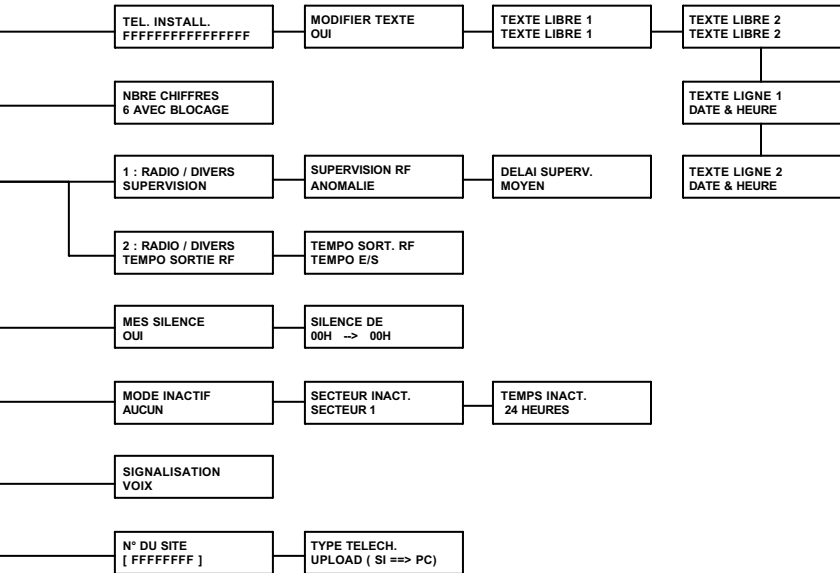 TEL. INSTALL.
FFFFFFFFFFFFFFFF
MODIFIER TEXTE
OUI
TEXTE LIBRE 1
TEXTE LIBRE 1
TEXTE LIBRE 2
TEXTE LIBRE 2
NBRE CHIFFRES
6 AVEC BLOCAGE
TEXTE LIGNE 1
DATE & HEURE
1 : RADIO / DIVERS
SUPERVISION
SUPERVISION RF
ANOMALIE
DELAI SUPERV.
MOYEN
TEXTE LIGNE 2
DATE & HEURE
2 : RADIO / DIVERS
TEMPO SORTIE RF
TEMPO SORT. RF
TEMPO E/S
MES SILENCE
OUI
SILENCE DE
00H --> 00H
MODE INACTIF
AUCUN
SECTEUR INACT.
SECTEUR 1
TEMPS INACT.
24 HEURES
SIGNALISATION
VOIX
N° DU SITE
[ FFFFFFFF ]
TYPE TELECH.
UPLOAD ( SI ==> PC)